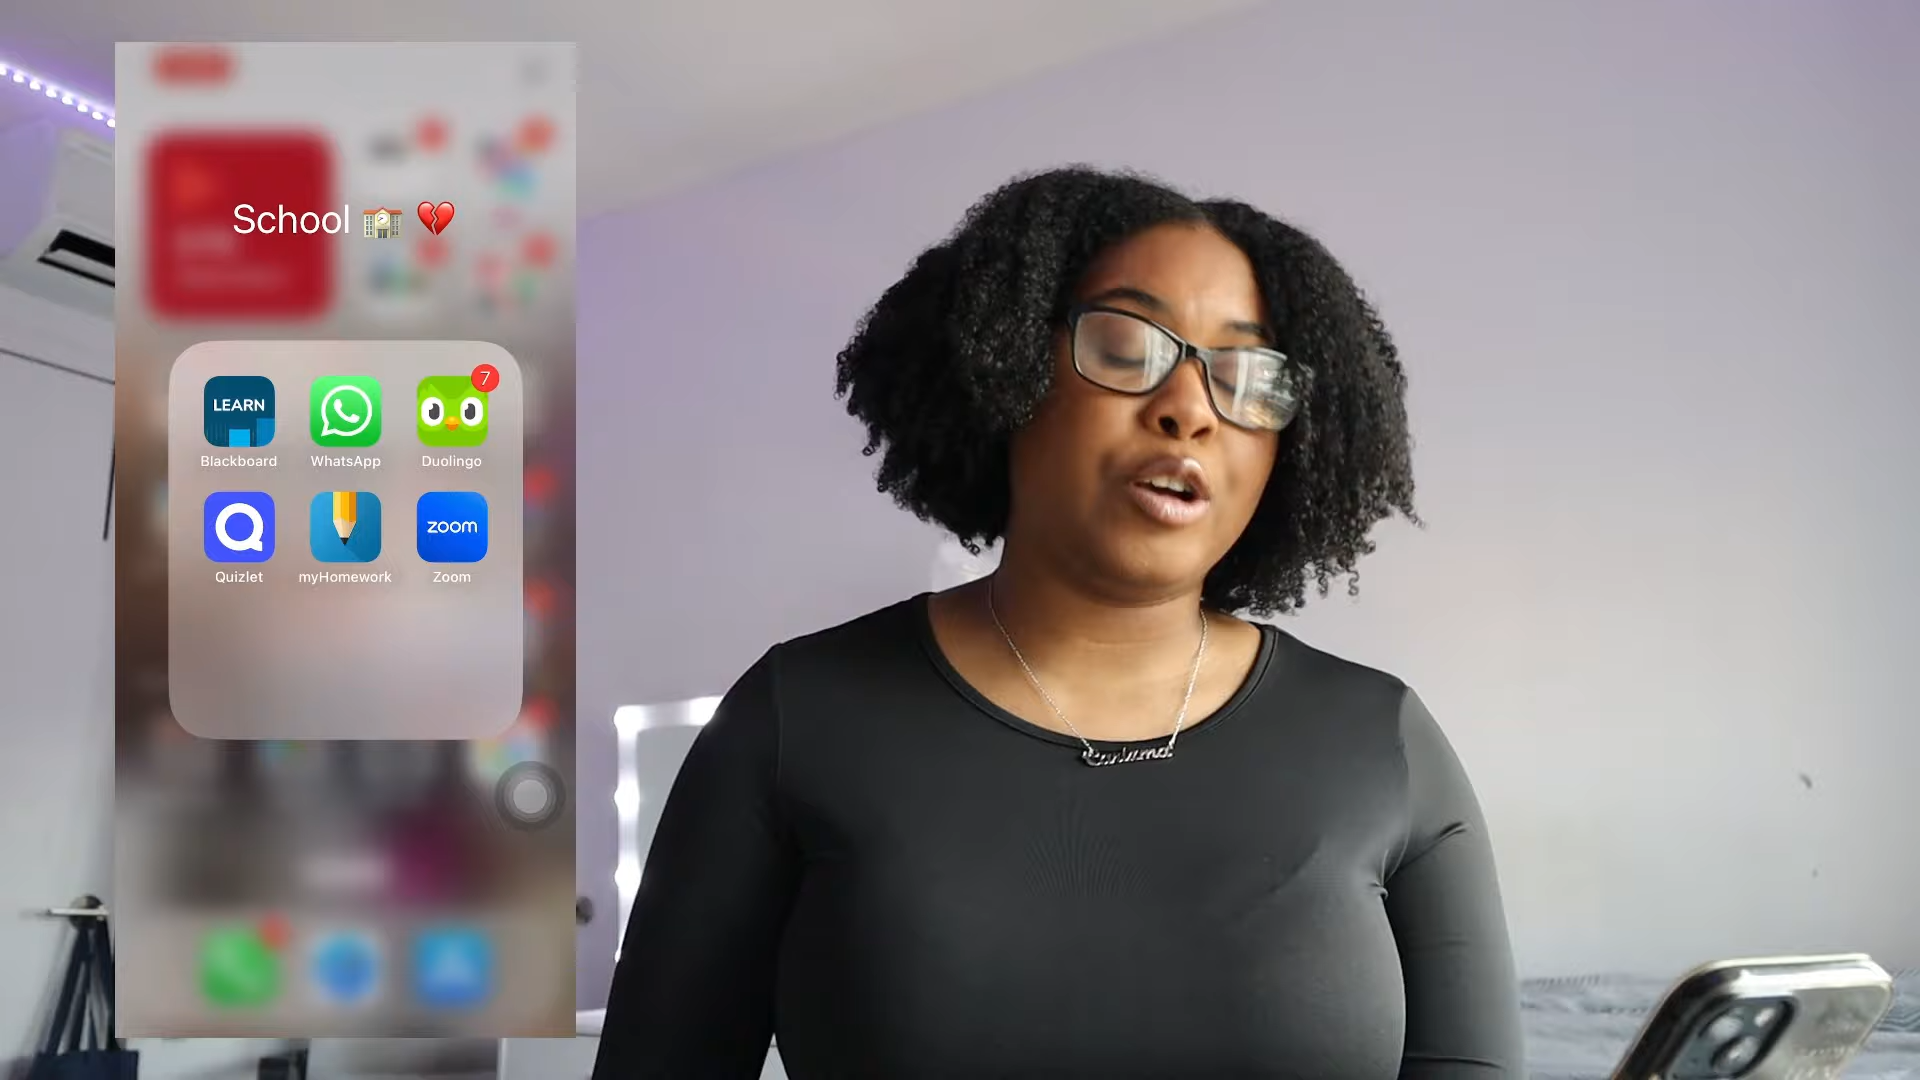 School 🏫 💔
LEARN
7
Blackboard WhatsApp Duolingo
zoom
Quizlet myHomework Zoom